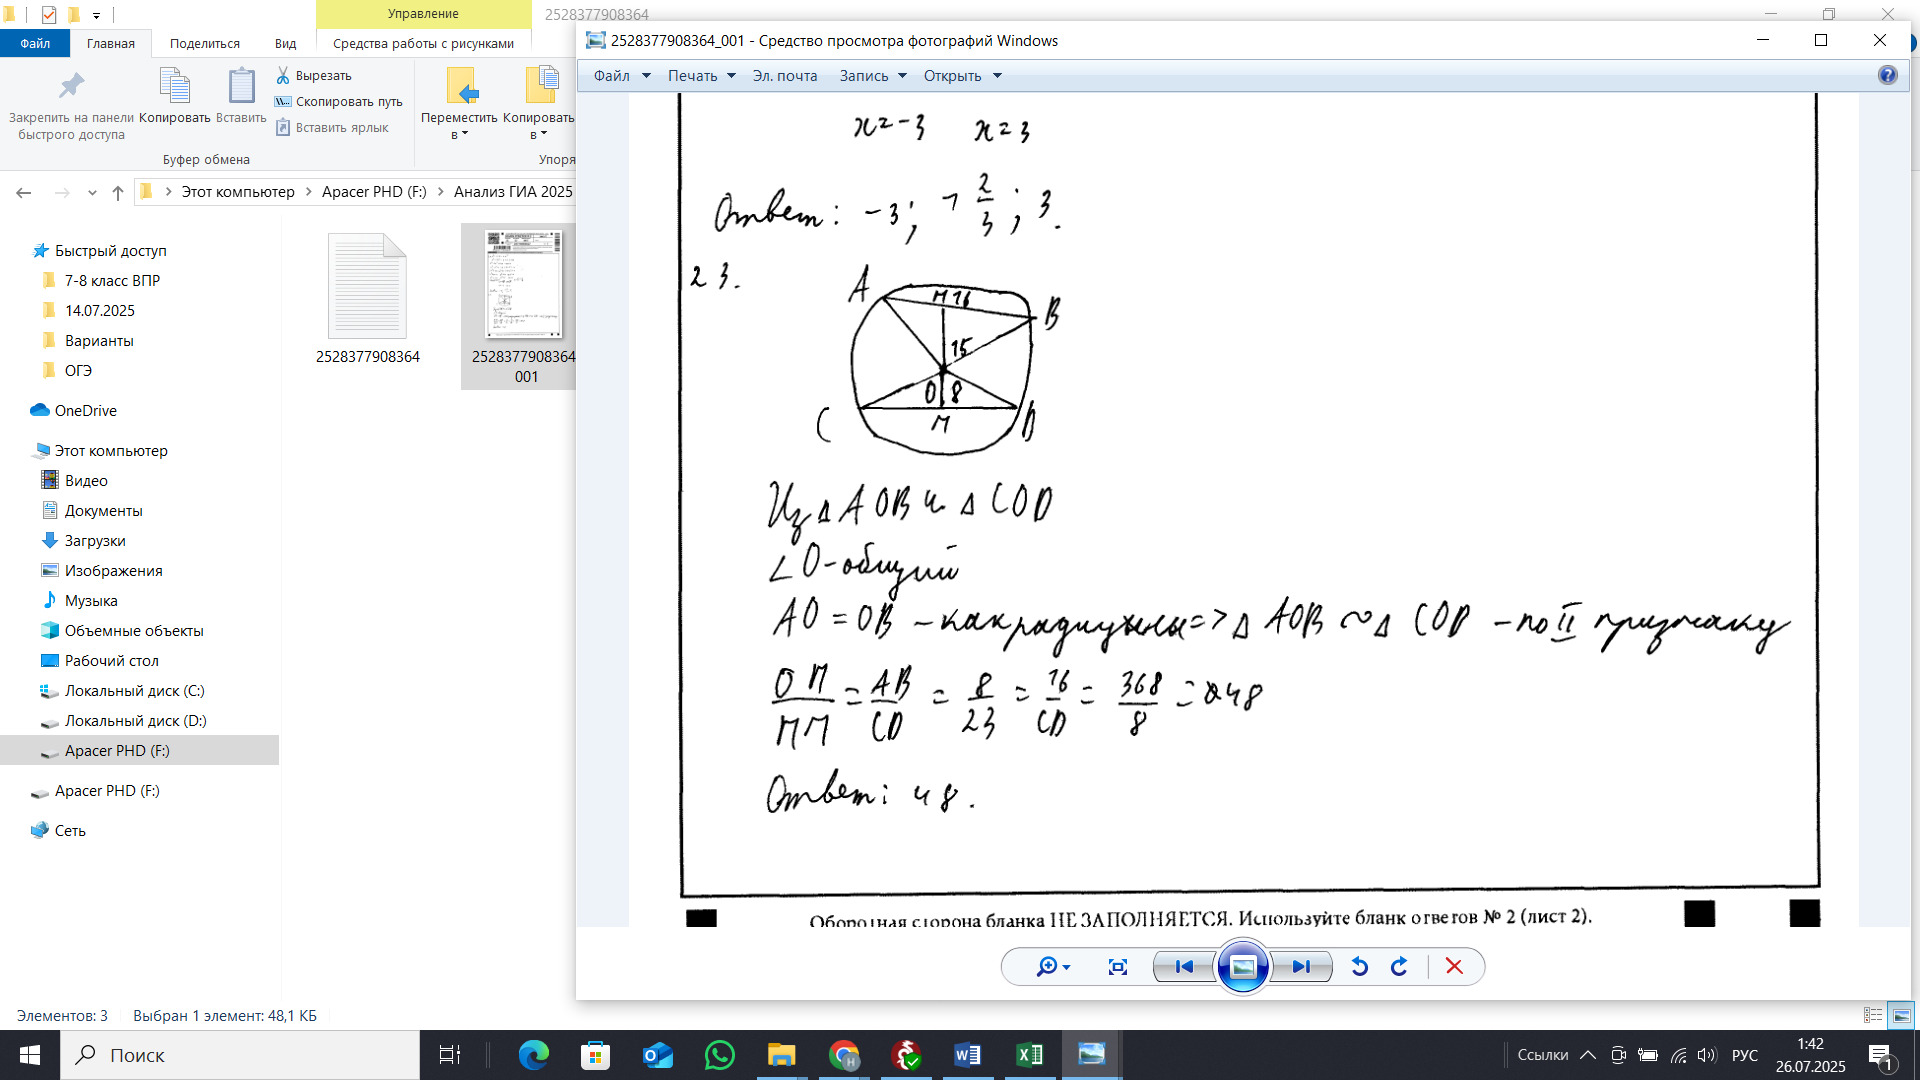 Управление
2528377908364
Файл
Главная
Поделиться
Вид
Средства работы с рисунками
Закрепить на панели быстрого доступа
Копировать
Вставить
Вырезать
Скопировать путь
Вставить ярлык
Переместить в
Копировать в
Буфер обмена
Упоря
Этот компьютер
Apacer PHD (F:)
Анализ ГИА 2025
Быстрый доступ
7-8 класс ВПР
14.07.2025
Варианты
ОГЭ
OneDrive
Этот компьютер
Видео
Документы
Загрузки
Изображения
Музыка
Объемные объекты
Рабочий стол
Локальный диск (C:)
Локальный диск (D:)
Apacer PHD (F:)
Apacer PHD (F:)
Сеть
2528377908364
2528377908364
001
Элементов: 3
Выбран 1 элемент: 48,1 КБ
2528377908364_001 - Средство просмотра фотографий Windows
Файл
Печать
Эл. почта
Запись
Открыть
x=-3 x=3
Ответ: -3; -2/3; 3.
23.
A
H 16
B
15
O 8
C
M
D
Из △AOB и △COD
∠O-общий
AO = OB - как радиусы => △AOB ~ △COD - по II признаку
OM/HM = AB/CD = 8/23 = 16/CD = 368/8 = 48
Ответ: 48.
Оборотная сторона бланка НЕ ЗАПОЛНЯЕТСЯ. Используйте бланк ответов № 2 (лист 2).
Поиск
Ссылки
РУС
1:42
26.07.2025
1